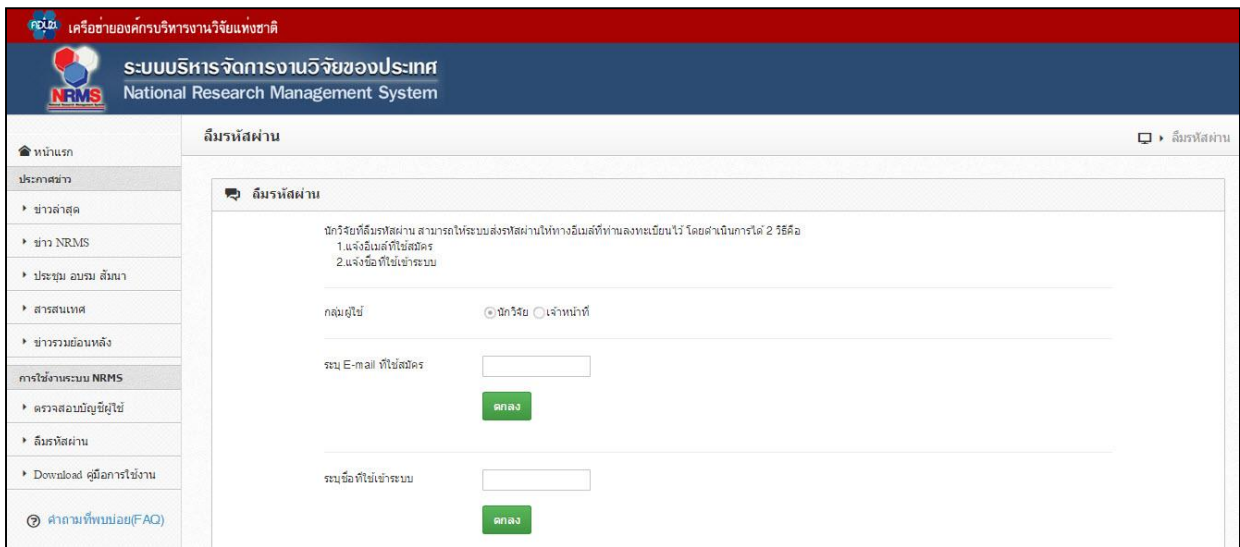 คอบช เครือข่ายองค์กรบริหารงานวิจัยแห่งชาติ
NRMS
ระบบบริหารจัดการงานวิจัยของประเทศ
National Research Management System
หน้าแรก
ประกาศข่าว
ข่าวล่าสุด
ข่าว NRMS
ประชุม อบรม สัมนา
สารสนเทศ
ข่าวรวมย้อนหลัง
การใช้งานระบบ NRMS
ตรวจสอบบัญชีผู้ใช้
ลืมรหัสผ่าน
Download คู่มือการใช้งาน
คำถามที่พบบ่อย(FAQ)
ลืมรหัสผ่าน
ลืมรหัสผ่าน
ลืมรหัสผ่าน
นักวิจัยที่ลืมรหัสผ่าน สามารถให้ระบบส่งรหัสผ่านให้ทางอีเมล์ที่ท่านลงทะเบียนไว้ โดยดำเนินการได้ 2 วิธีคือ
1.แจ้งอีเมล์ที่ใช้สมัคร
2.แจ้งชื่อที่ใช้เข้าระบบ
กลุ่มผู้ใช้ นักวิจัย เจ้าหน้าที่
ระบุ E-mail ที่ใช้สมัคร
ตกลง
ระบุชื่อที่ใช้เข้าระบบ
ตกลง